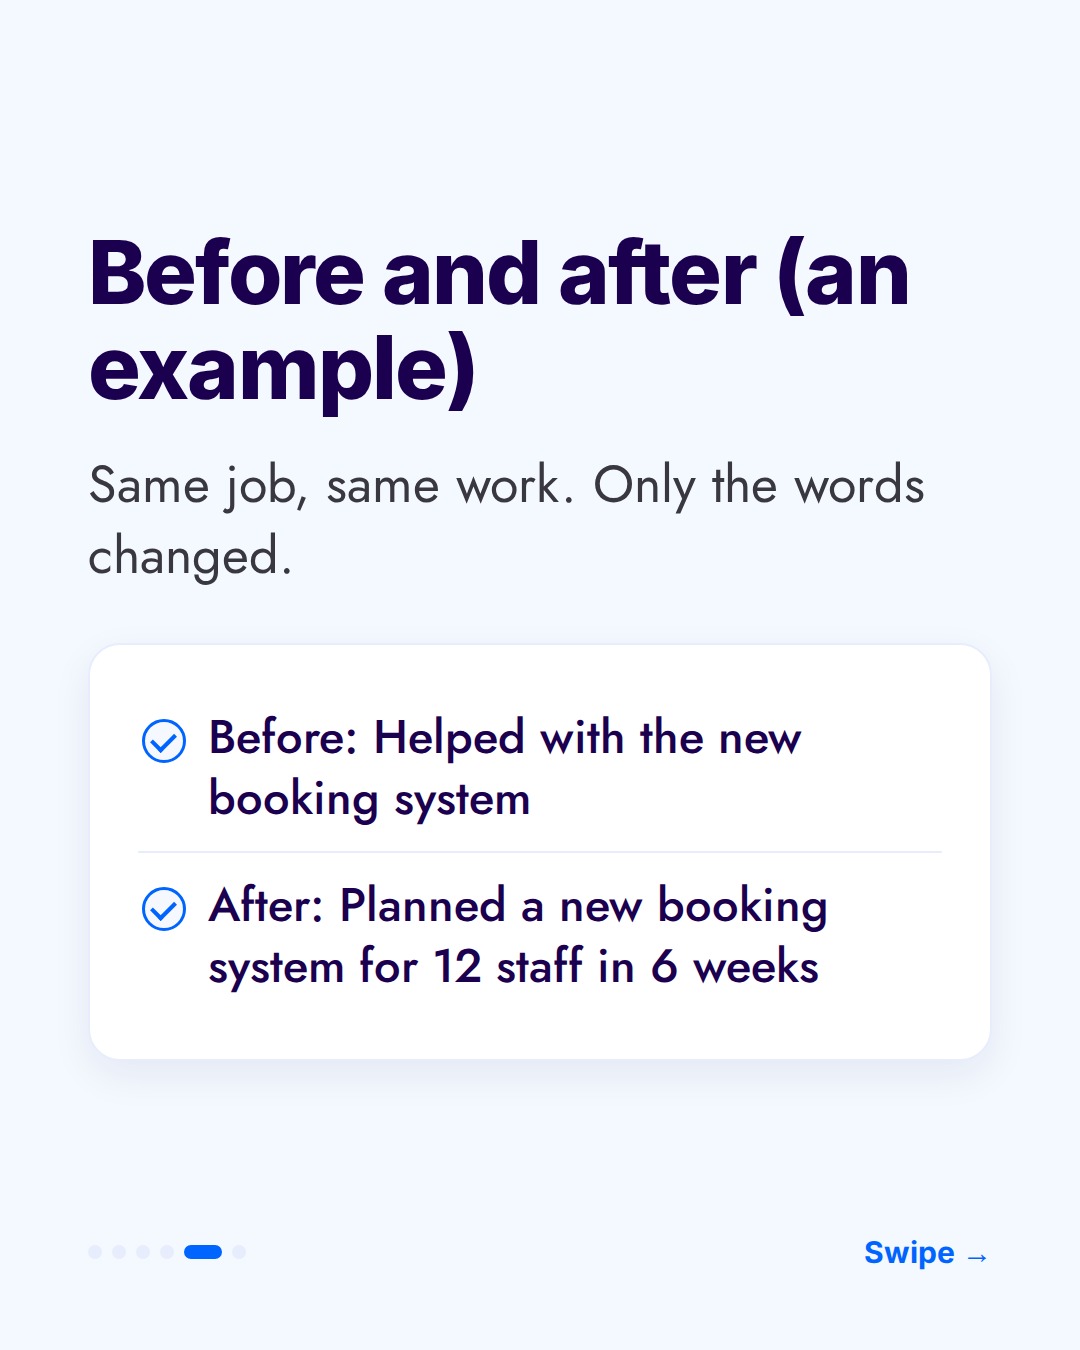 Before and after (an
example)
Same job, same work. Only the words
changed.
Before: Helped with the new
booking system
After: Planned a new booking
system for 12 staff in 6 weeks
Swipe →